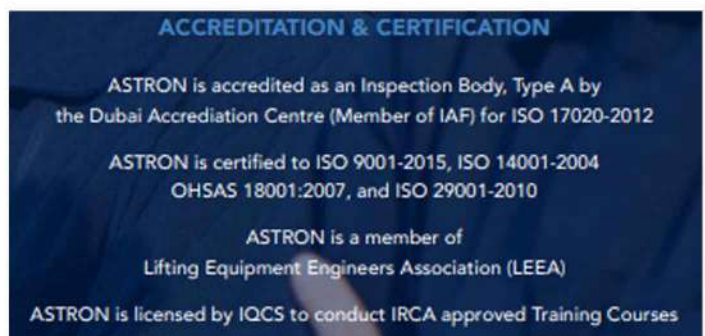 ACCREDITATION & CERTIFICATION
ASTRON is accredited as an Inspection Body, Type A by
the Dubai Accrediation Centre (Member of IAF) for ISO 17020-2012
ASTRON is certified to ISO 9001-2015, ISO 14001-2004
OHSAS 18001:2007, and ISO 29001-2010
ASTRON is a member of
Lifting Equipment Engineers Association (LEEA)
ASTRON is licensed by IQCS to conduct IRCA approved Training Courses